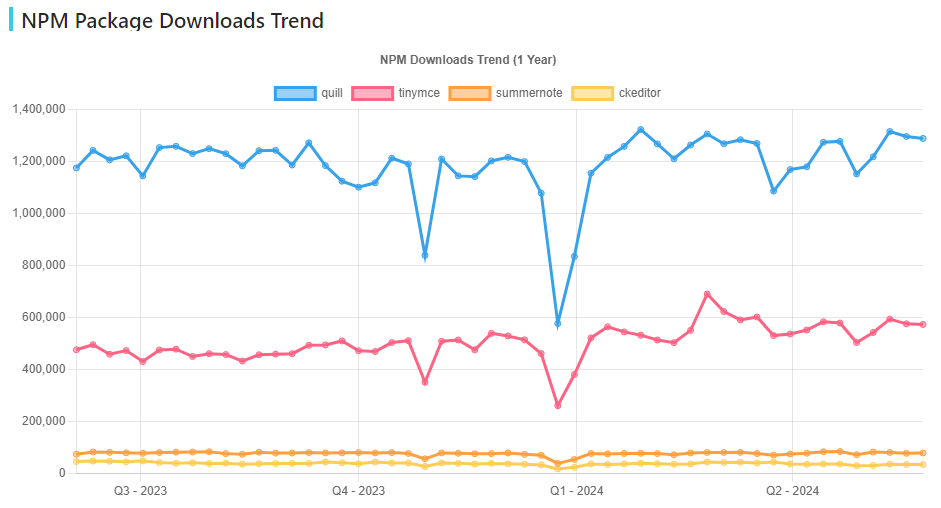 NPM Package Downloads Trend
NPM Downloads Trend (1 Year)
quill tinymce summernote ckeditor
1,400,000
1,200,000
1,000,000
800,000
600,000
400,000
200,000
0
Q3 - 2023 Q4 - 2023 Q1 - 2024 Q2 - 2024